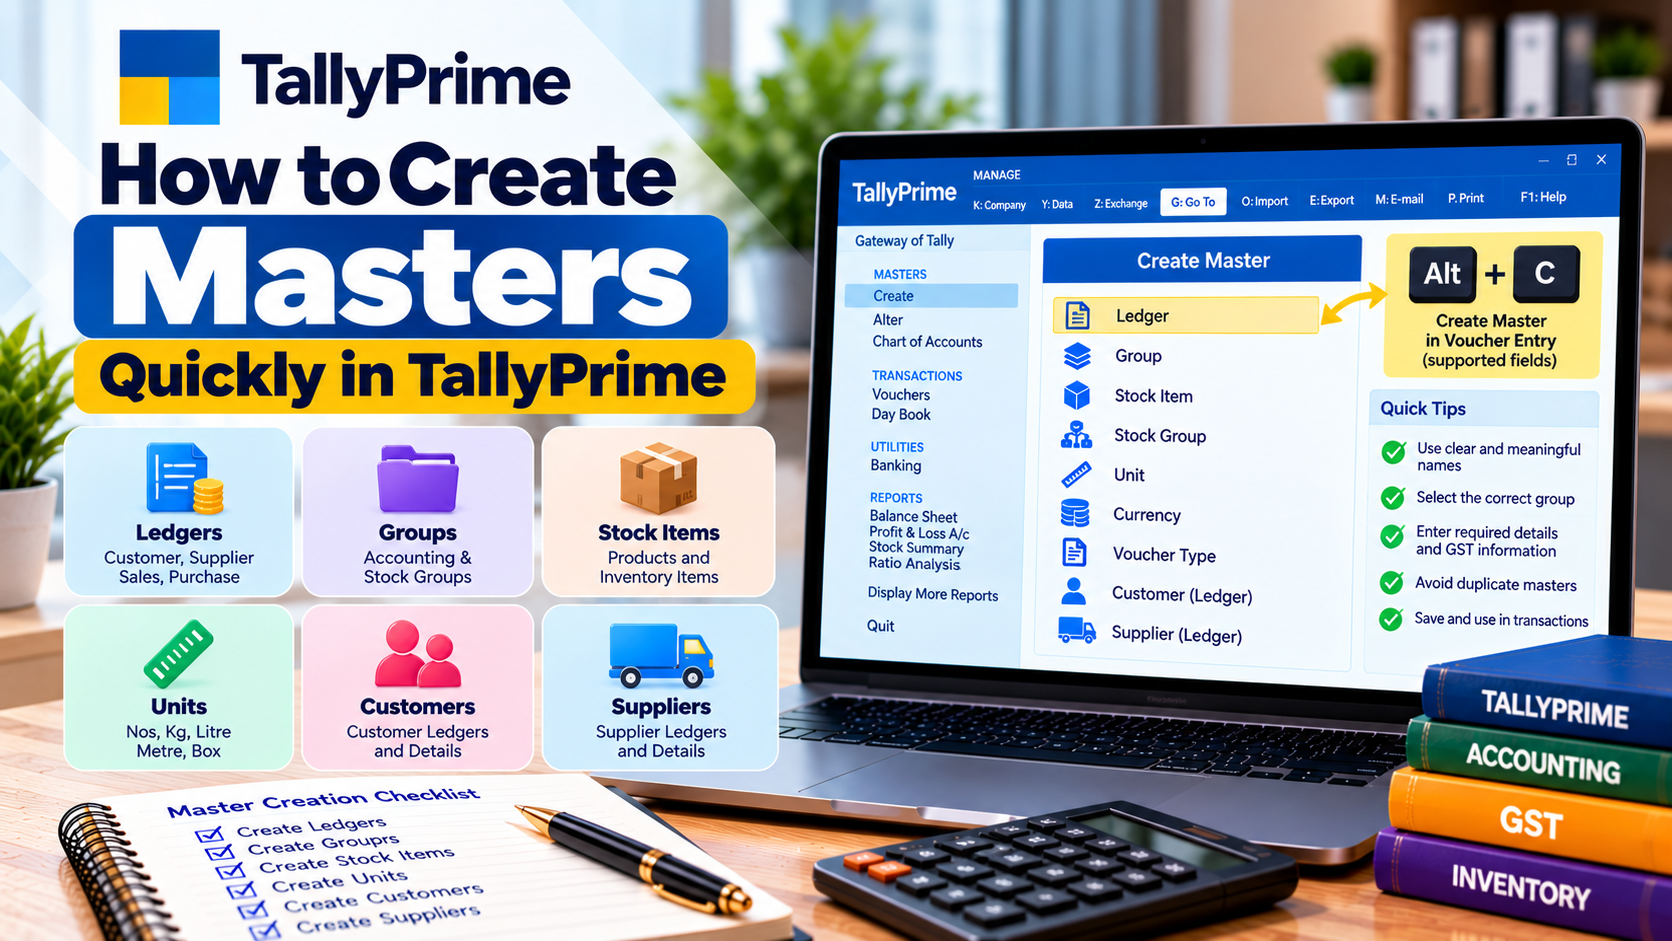 TallyPrime
How to Create
Masters
Quickly in TallyPrime
Ledgers
Customer, Supplier
Sales, Purchase
Groups
Accounting &
Stock Groups
Stock Items
Products and
Inventory Items
Units
Nos, Kg, Litre
Metre, Box
Customers
Customer Ledgers
and Details
Suppliers
Supplier Ledgers
and Details
Master Creation Checklist
Create Ledgers
Create Grouprs
Create Stock Items
Create Units
Create Customers
Create Suppliers
TallyPrime
MANAGE
K: Company Y: Data Z: Exchange G: Go To O: Import E: Export M: E-mail P. Print F1: Help
Gateway of Tally
MASTERS
Create
Alter
Chart of Accounts
TRANSACTIONS
Vouchers
Day Book
UTILITIES
Banking
REPORTS
Balance Sheet
Profit & Loss A/c
Stock Summary
Ratio Analysis
Display More Reports
Quit
Create Master
Ledger
Group
Stock Item
Stock Group
Unit
Currency
Voucher Type
Customer (Ledger)
Supplier (Ledger)
Alt + C
Create Master
in Voucher Entry
(supported fields)
Quick Tips
Use clear and meaningful
names
Select the correct group
Enter required details
and GST information
Avoid duplicate masters
Save and use in transactions
TALLYPRIME
ACCOUNTING
GST
INVENTORY